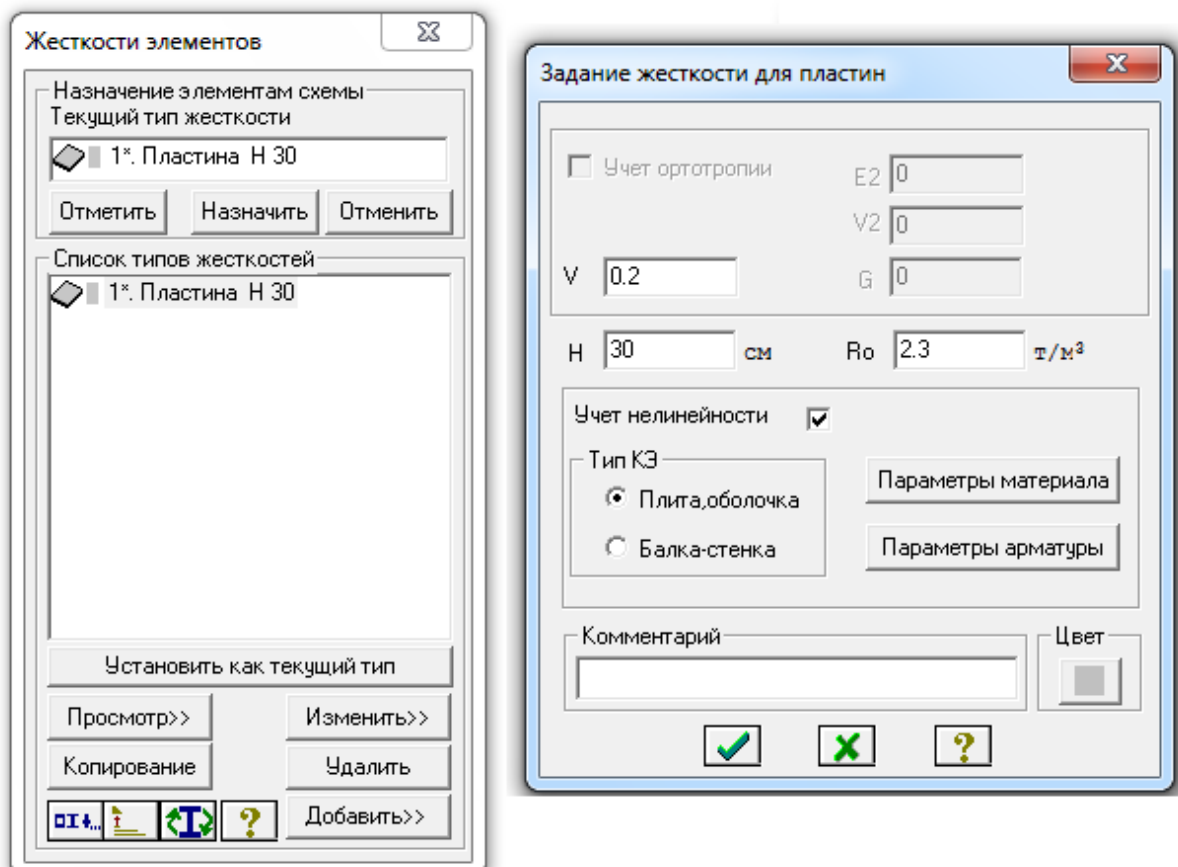 Жесткости элементов
Назначение элементам схемы
Текущий тип жесткости
1*. Пластина H 30
Отметить Назначить Отменить
Список типов жесткостей
1*. Пластина H 30
Установить как текущий тип
Просмотр>> Изменить>>
Копирование Удалить
Добавить>>
Задание жесткости для пластин
Учет ортотропии E2 0
V2 0
V 0.2 G 0
H 30 см Ro 2.3 т/м³
Учет нелинейности
Тип КЭ
Плита,оболочка Параметры материала
Балка-стенка Параметры арматуры
Комментарий Цвет